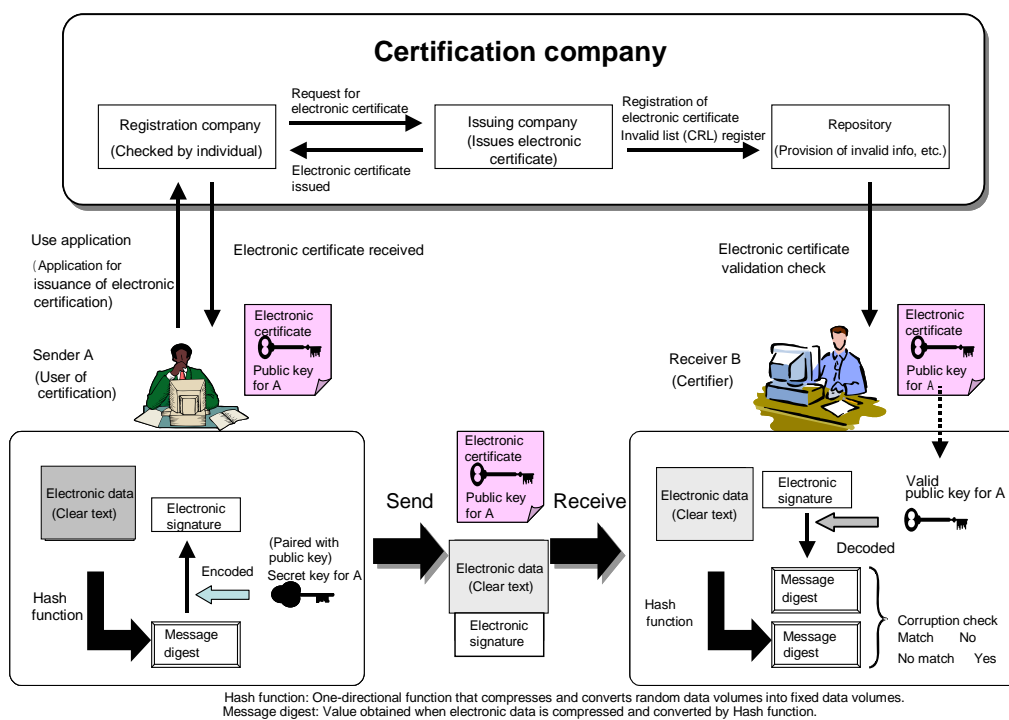 Certification company
Registration company
(Checked by individual)
Request for
electronic certificate
Electronic certificate
issued
Issuing company
(Issues electronic
certificate)
Registration of
electronic certificate
Invalid list (CRL) register
Repository
(Provision of invalid info, etc.)
Use application
(Application for
issuance of electronic
certification)
Electronic certificate received
Electronic certificate
validation check
Electronic
certificate
Public key
for A
Sender A
(User of
certification)
Receiver B
(Certifier)
Electronic
certificate
Public key
for A
Electronic data
(Clear text)
Electronic
signature
Encoded
(Paired with
public key)
Secret key for A
Hash
function
Message
digest
Send
Electronic
certificate
Public key
for A
Receive
Electronic data
(Clear text)
Electronic
signature
Electronic data
(Clear text)
Electronic
signature
Valid
public key for A
Decoded
Hash
function
Message
digest
Message
digest
Corruption check
Match No
No match Yes
Hash function: One-directional function that compresses and converts random data volumes into fixed data volumes.
Message digest: Value obtained when electronic data is compressed and converted by Hash function.